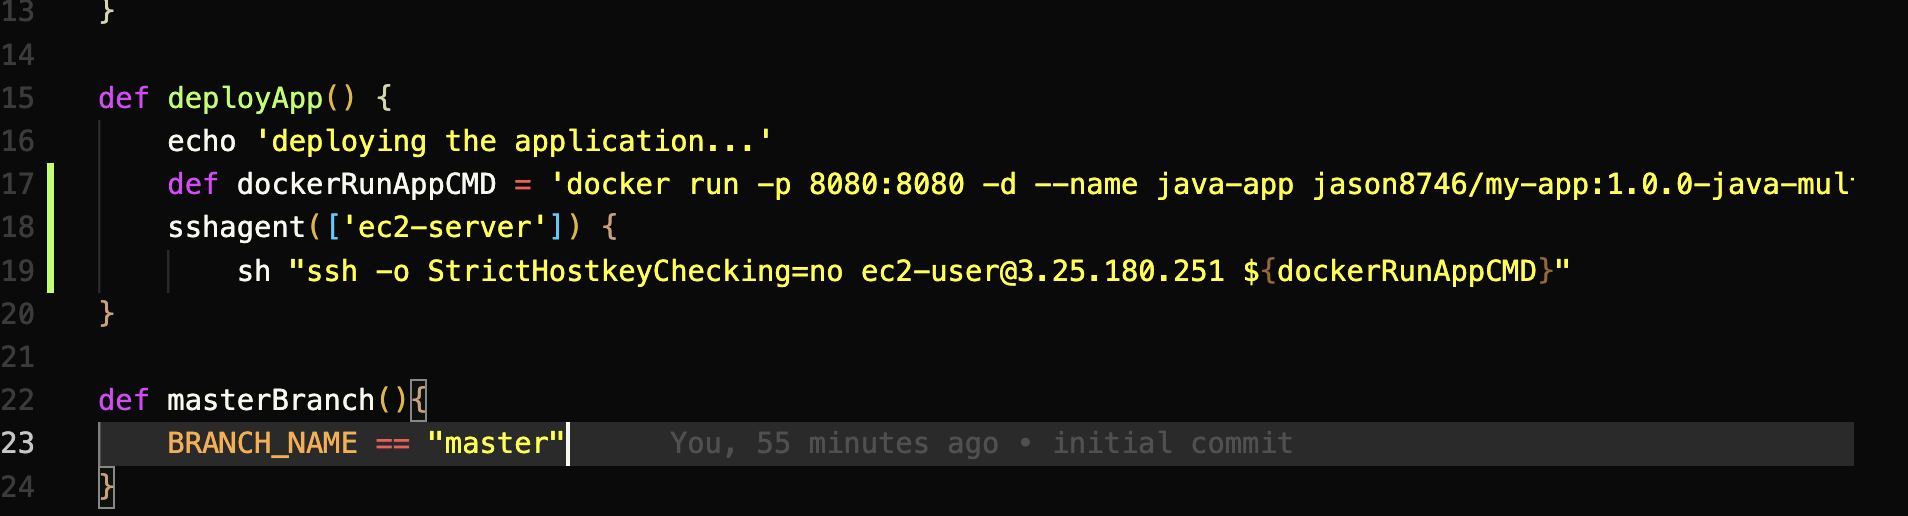 13 }
14
15 def deployApp() {
16 echo 'deploying the application...'
17 def dockerRunAppCMD = 'docker run -p 8080:8080 -d --name java-app jason8746/my-app:1.0.0-java-mul
18 sshagent(['ec2-server']) {
19 sh "ssh -o StrictHostkeyChecking=no ec2-user@3.25.180.251 ${dockerRunAppCMD}"
20 }
21
22 def masterBranch(){
23 BRANCH_NAME == "master" You, 55 minutes ago • initial commit
24 }